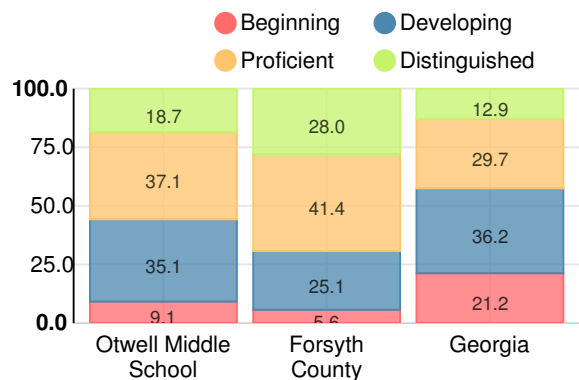 Beginning Developing
Proficient Distinguished
100.0
75.0
50.0
25.0
0.0
18.7 28.0 12.9
37.1 41.4 29.7
35.1 25.1 36.2
9.1 5.6 21.2
Otwell Middle Forsyth Georgia
School County